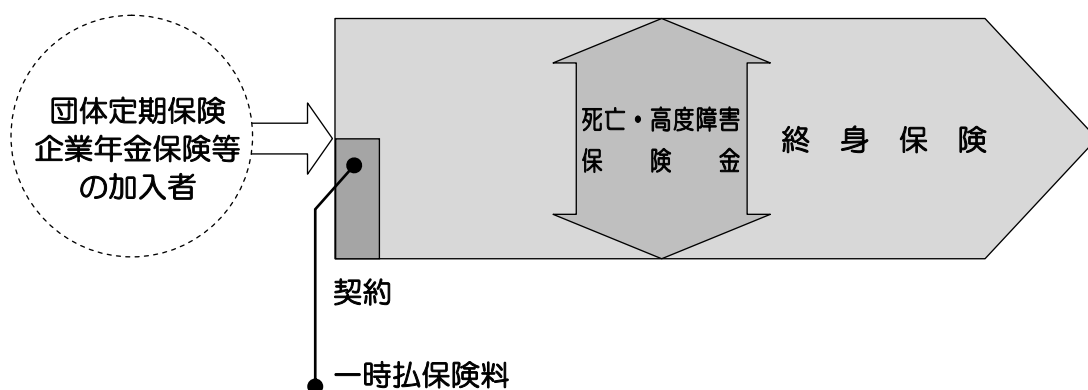 団体定期保険
企業年金保険等
の加入者
死亡・高度障害
保険金
終身保険
契約
一時払保険料